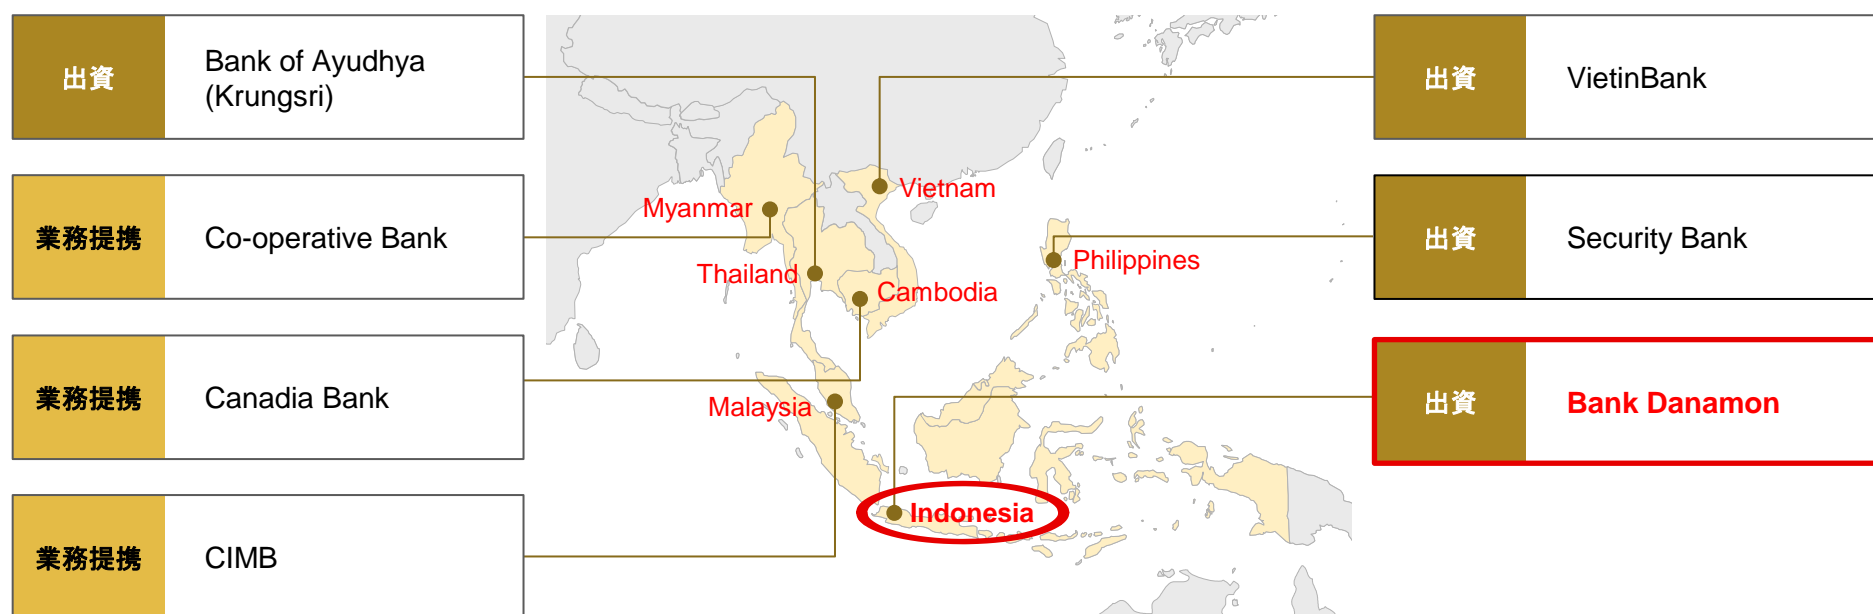 出資
Bank of Ayudhya
(Krungsri)
業務提携
Co-operative Bank
業務提携
Canadia Bank
業務提携
CIMB
Vietnam
Myanmar
Philippines
Thailand
Cambodia
Malaysia
Indonesia
出資
VietinBank
出資
Security Bank
出資
Bank Danamon